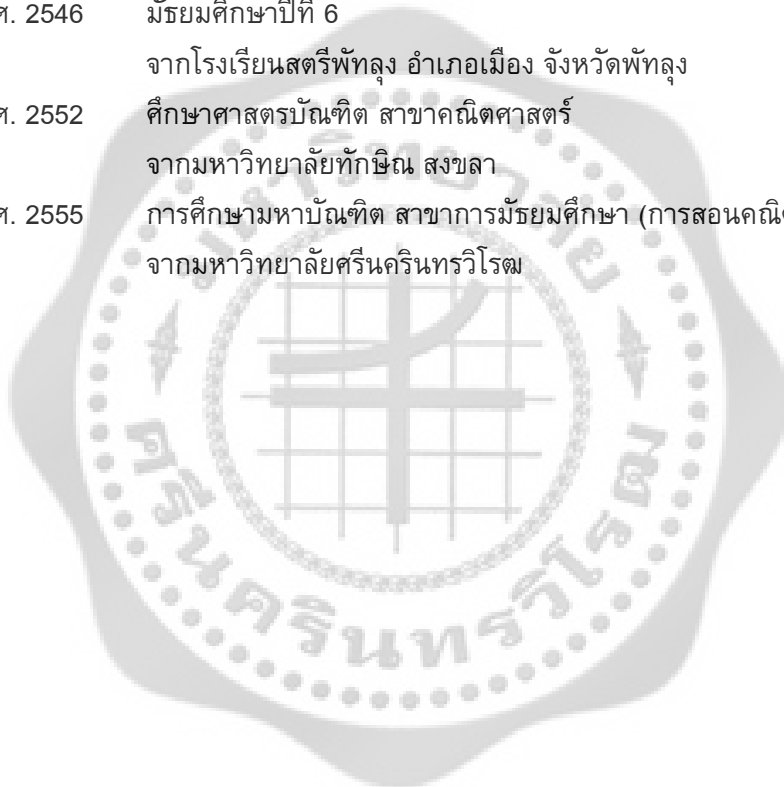 ศ. 2546 มัธยมศึกษาปีที่ 6
จากโรงเรียนสตรีพัทลุง อำเภอเมือง จังหวัดพัทลุง
ศ. 2552 ศึกษาศาสตรบัณฑิต สาขาคณิตศาสตร์
จากมหาวิทยาลัยทักษิณ สงขลา
ศ. 2555 การศึกษามหาบัณฑิต สาขาการมัธยมศึกษา (การสอนคณิต
จากมหาวิทยาลัยศรีนครินทรวิโรฒ
มหาวิทยาลัย
ศรีนครินทรวิโรฒ